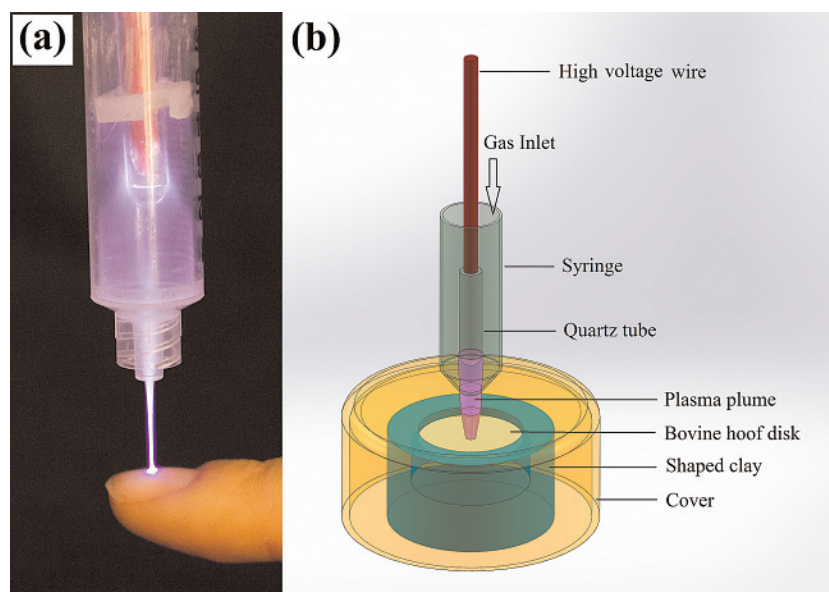 (a)
(b)
High voltage wire
Gas Inlet
Syringe
Quartz tube
Plasma plume
Bovine hoof disk
Shaped clay
Cover